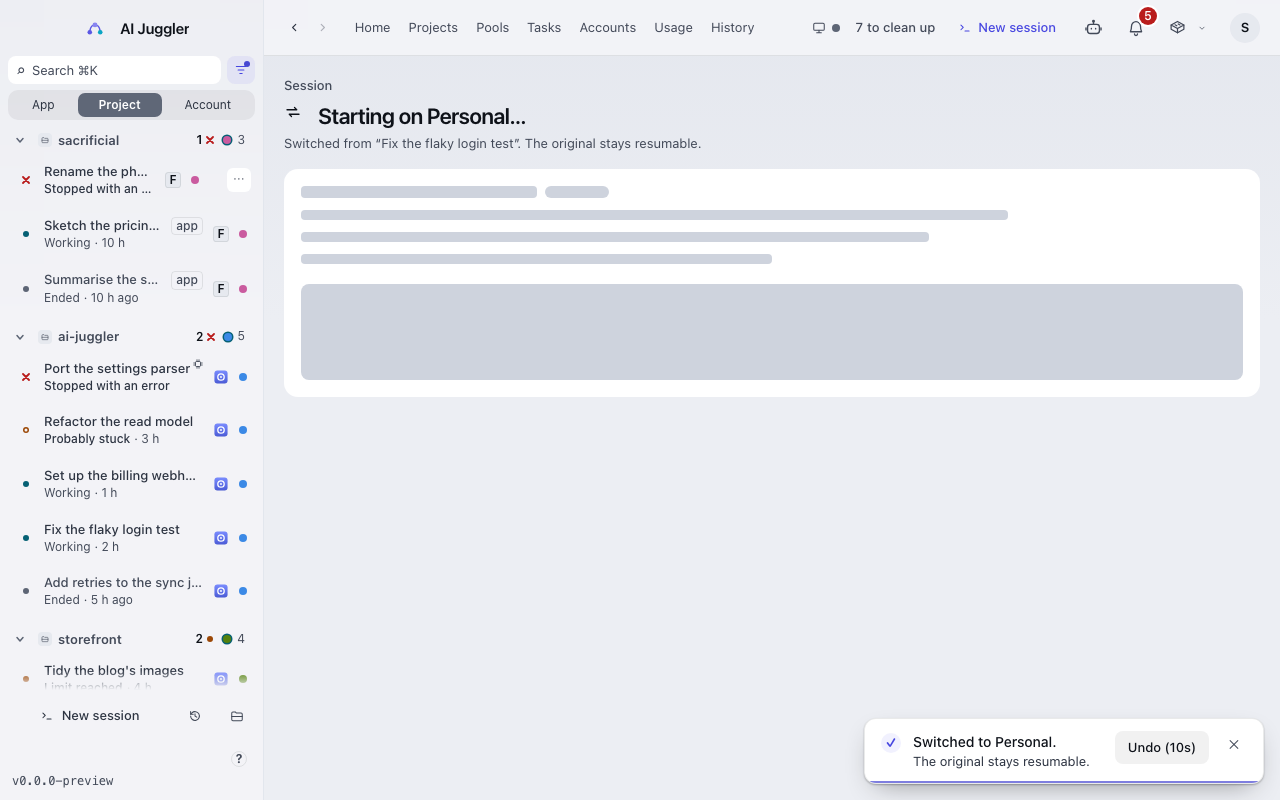 AI Juggler
Search ⌘K
App Project Account
sacrificial 1 3
Rename the ph... F
Stopped with an ...
Sketch the pricin... app F
Working · 10 h
Summarise the s... app F
Ended · 10 h ago
ai-juggler 2 5
Port the settings parser
Stopped with an error
Refactor the read model
Probably stuck · 3 h
Set up the billing webh...
Working · 1 h
Fix the flaky login test
Working · 2 h
Add retries to the sync j...
Ended · 5 h ago
storefront 2 4
Tidy the blog's images
Limit reached · 4 h
New session
?
v0.0.0-preview
Home Projects Pools Tasks Accounts Usage History 7 to clean up New session 5 S
Session
Starting on Personal...
Switched from “Fix the flaky login test”. The original stays resumable.
Switched to Personal.
The original stays resumable.
Undo (10s)